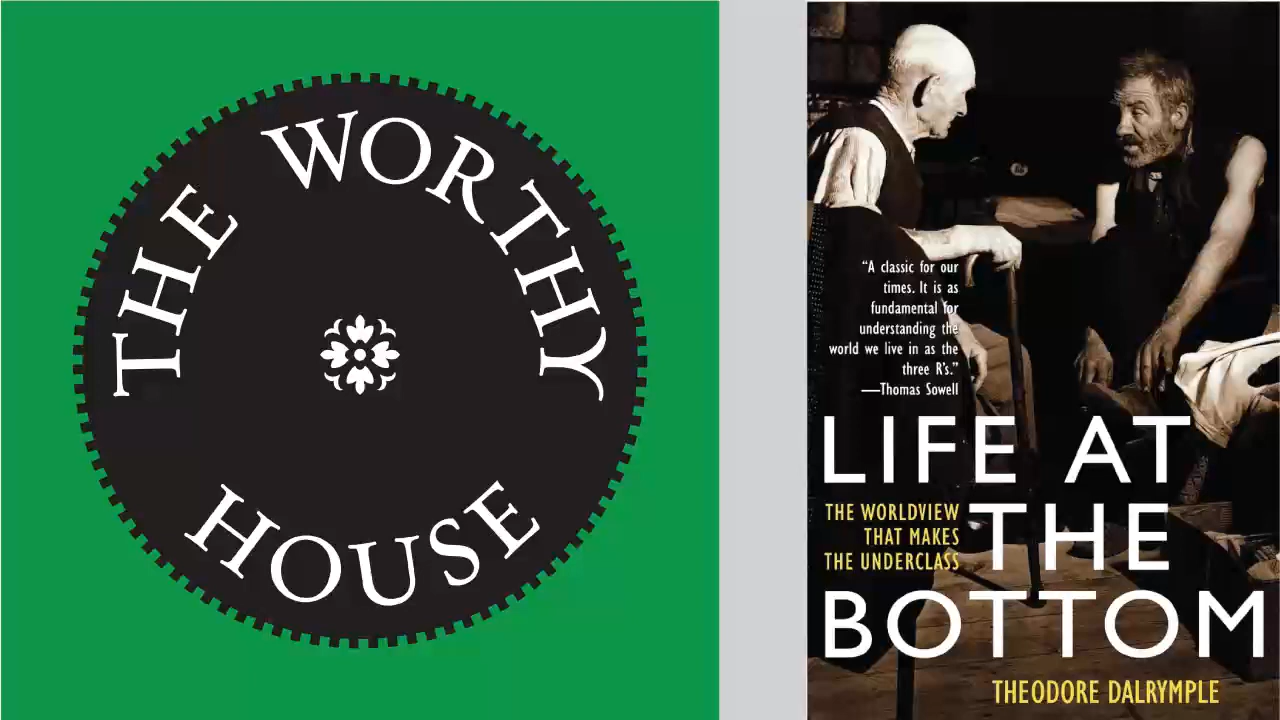 THE WORTHY
HOUSE
“A classic for our
times. It is as
fundamental for
understanding the
world we live in as the
three R’s.”
—Thomas Sowell
LIFE AT
THE WORLDVIEW
THAT MAKES
THE UNDERCLASS
THE
BOTTOM
THEODORE DALRYMPLE